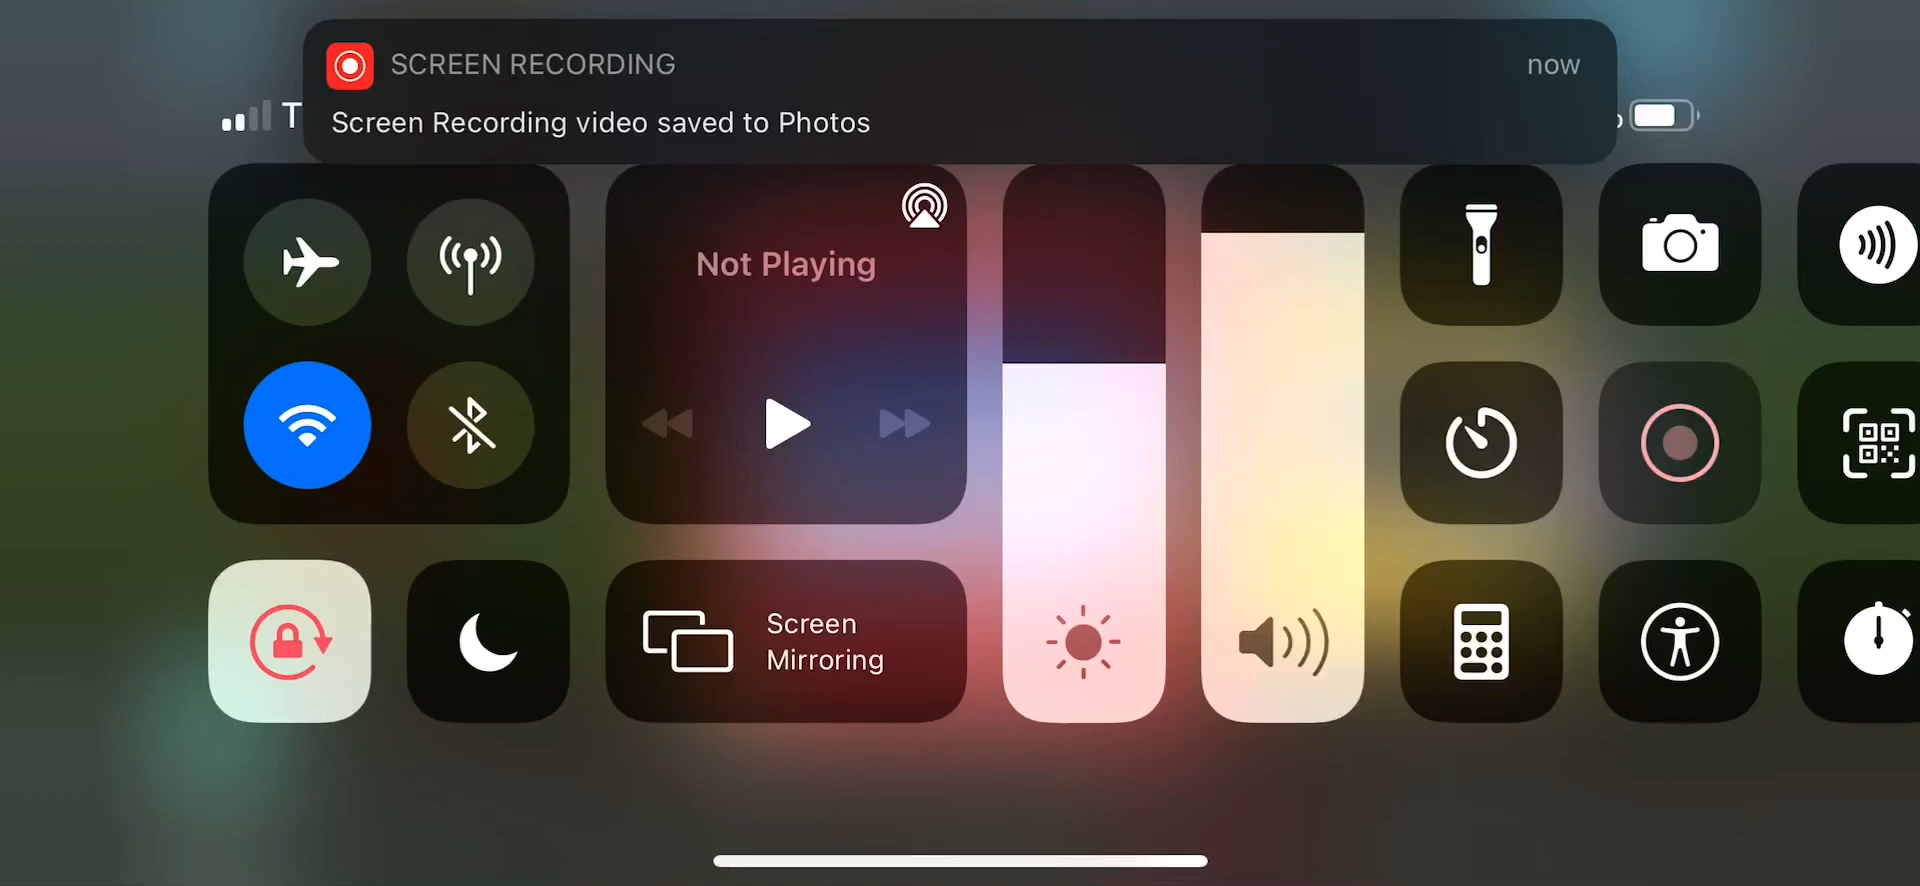 SCREEN RECORDING
now
T
Screen Recording video saved to Photos
Not Playing
Screen
Mirroring